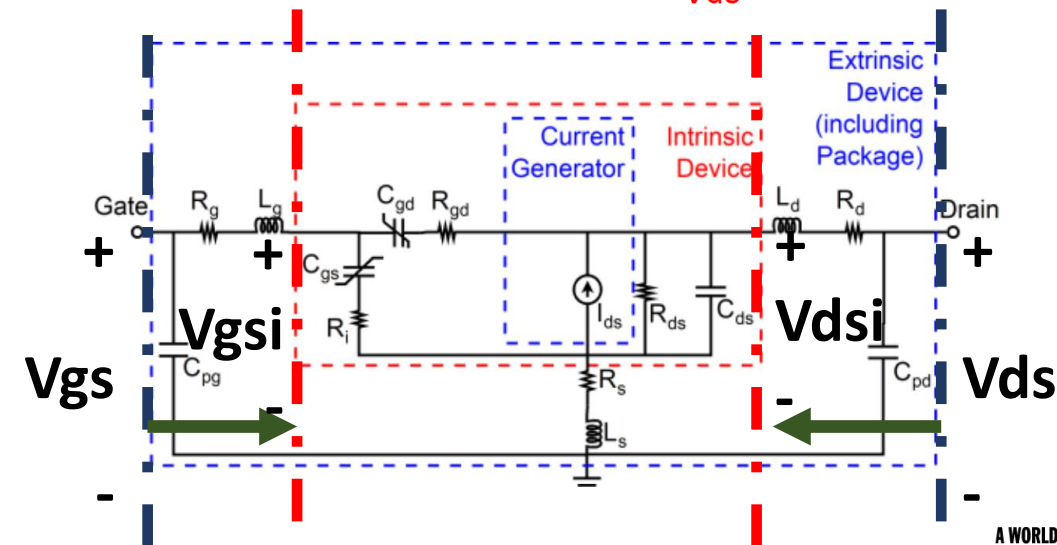 Vds
Extrinsic
Device
(including
Package)
Current
Generator
Intrinsic
Device
Gate
Rg
Lg
Cgd
Rgd
Ld
Rd
Drain
+
+
+
+
Cgs
Ri
Ids
Rds
Cds
Vgsi
Vdsi
Vgs
Cpg
Rs
Cpd
Vds
-
-
Ls
-
-
A WORLD